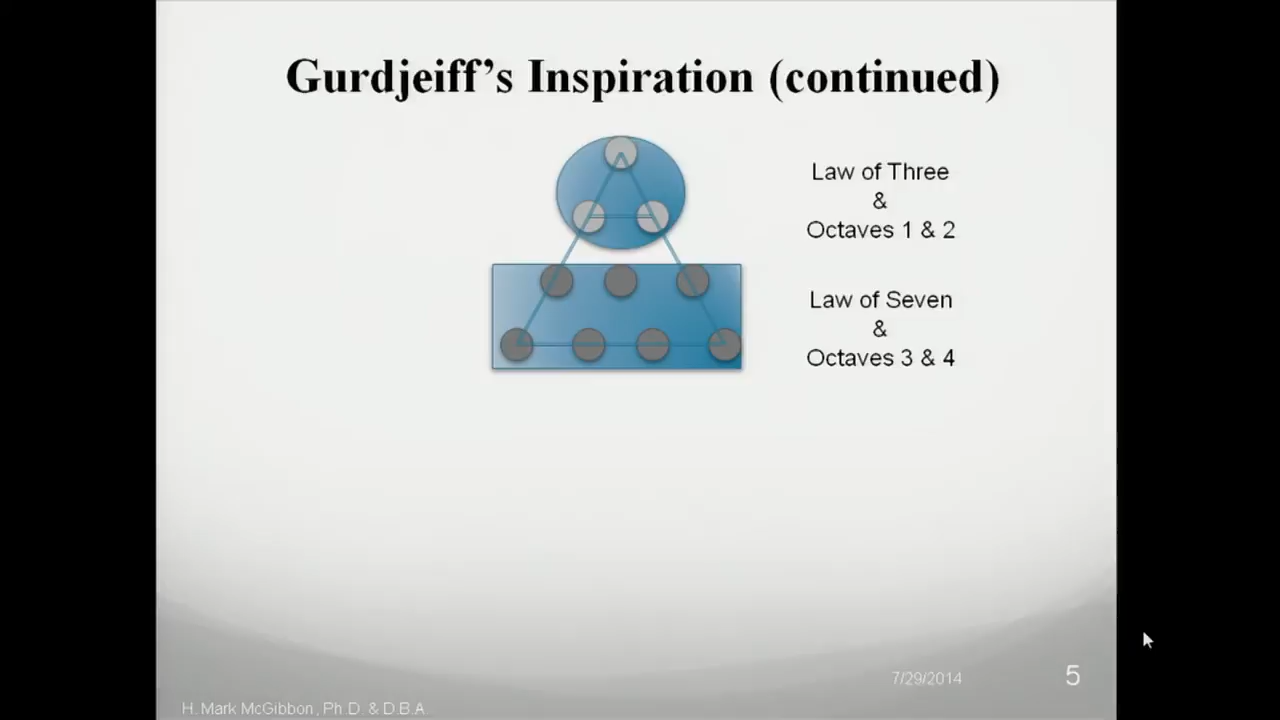 Gurdjeiff’s Inspiration (continued)
Law of Three
&
Octaves 1 & 2
Law of Seven
&
Octaves 3 & 4
7/29/2014
5
H. Mark McGibbon, Ph.D. & D.B.A.